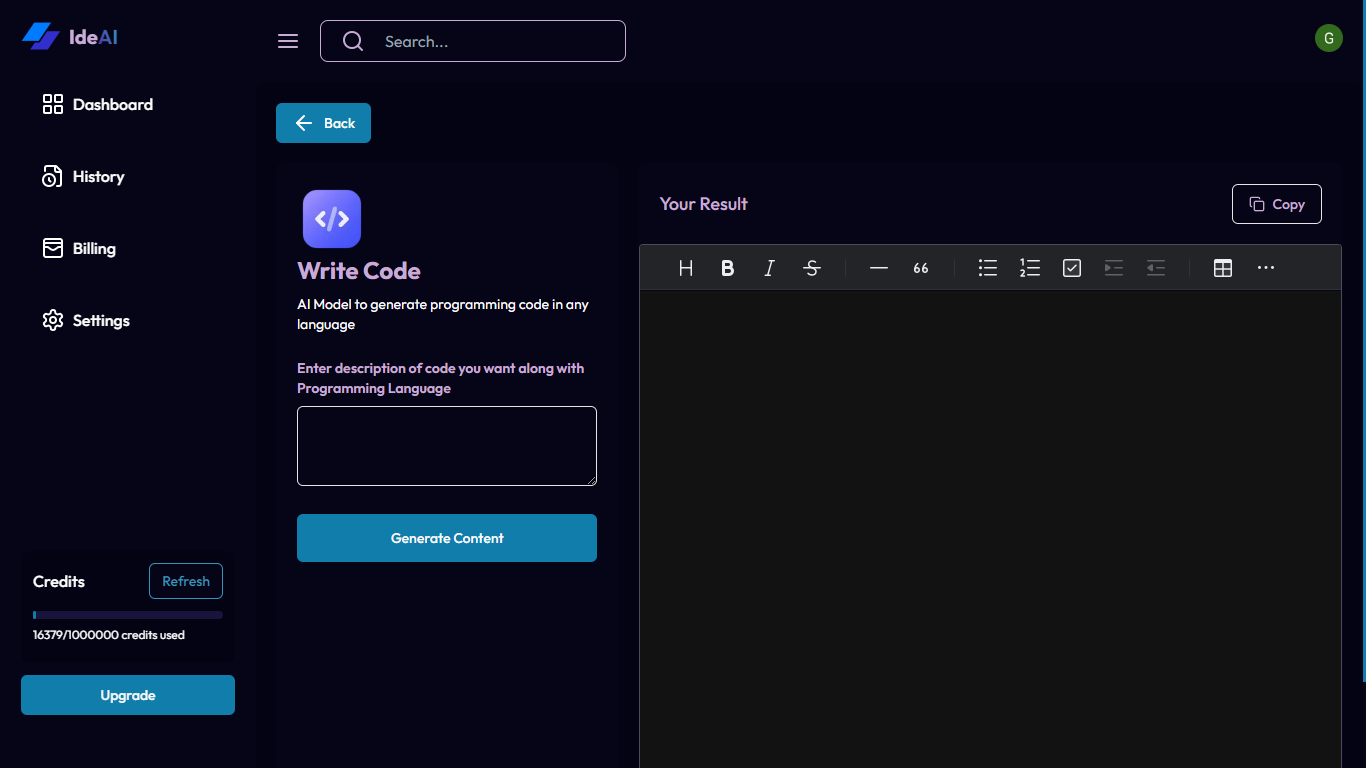 IdeAI
Search...
G
Dashboard
History
Billing
Settings
Credits
Refresh
16379/1000000 credits used
Upgrade
Back
</>
Write Code
AI Model to generate programming code in any
language
Enter description of code you want along with
Programming Language
Generate Content
Your Result
Copy
H B I S 66